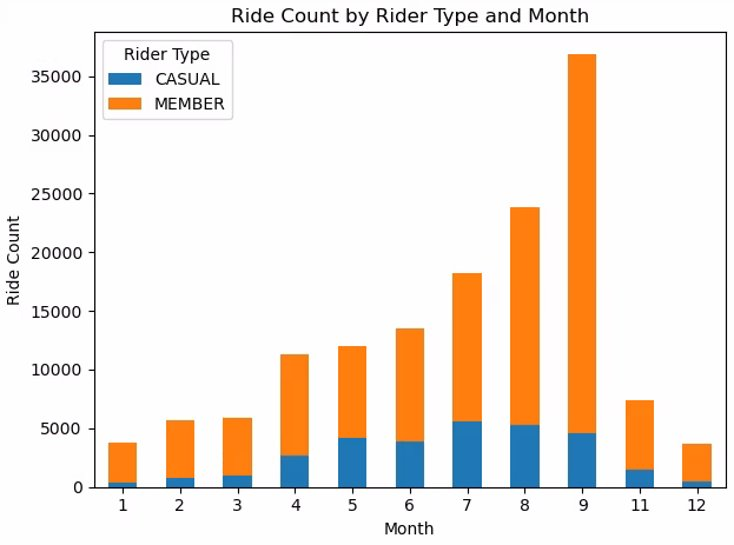 Ride Count by Rider Type and Month
Rider Type
CASUAL
MEMBER
35000
30000
25000
20000
15000
10000
5000
0
Ride Count
1 2 3 4 5 6 7 8 9 11 12
Month